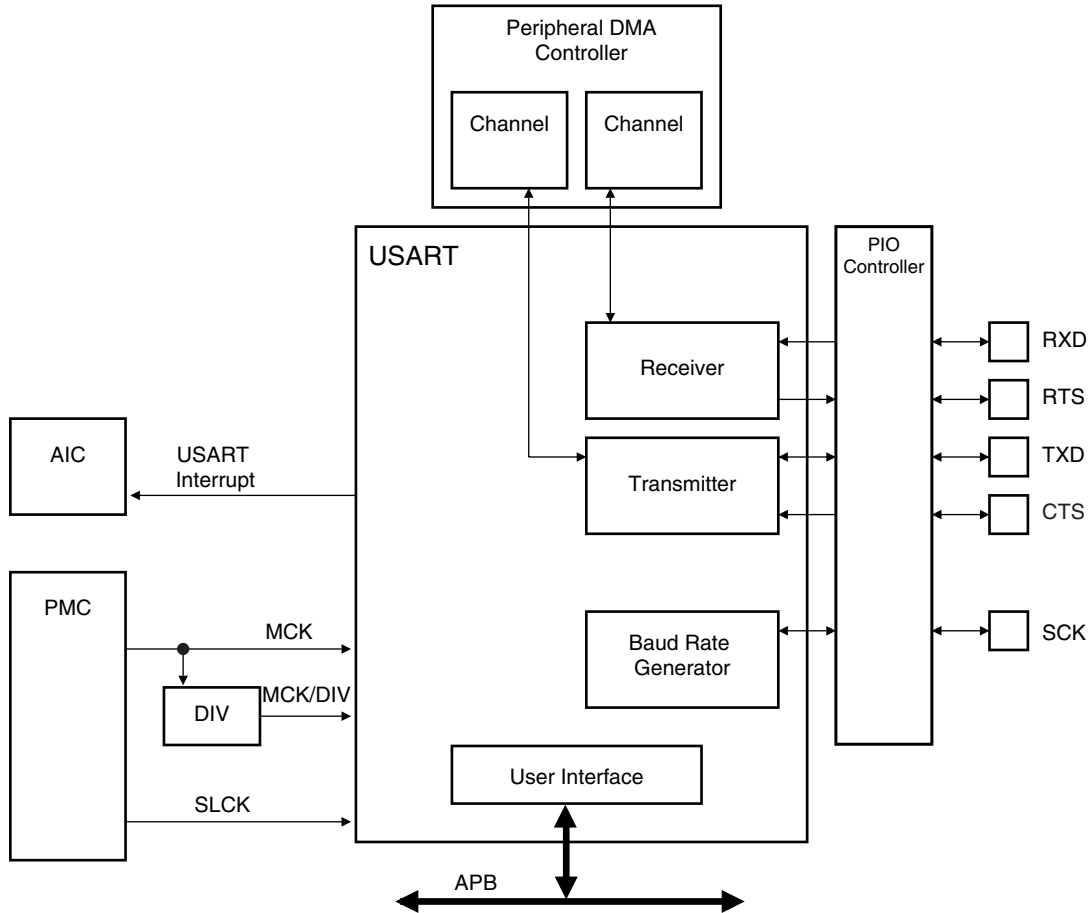 Peripheral DMA
Controller
Channel
Channel
USART
PIO
Controller
Receiver
RXD
RTS
AIC
USART
Interrupt
Transmitter
TXD
CTS
PMC
MCK
Baud Rate
Generator
SCK
DIV
MCK/DIV
User Interface
SLCK
APB